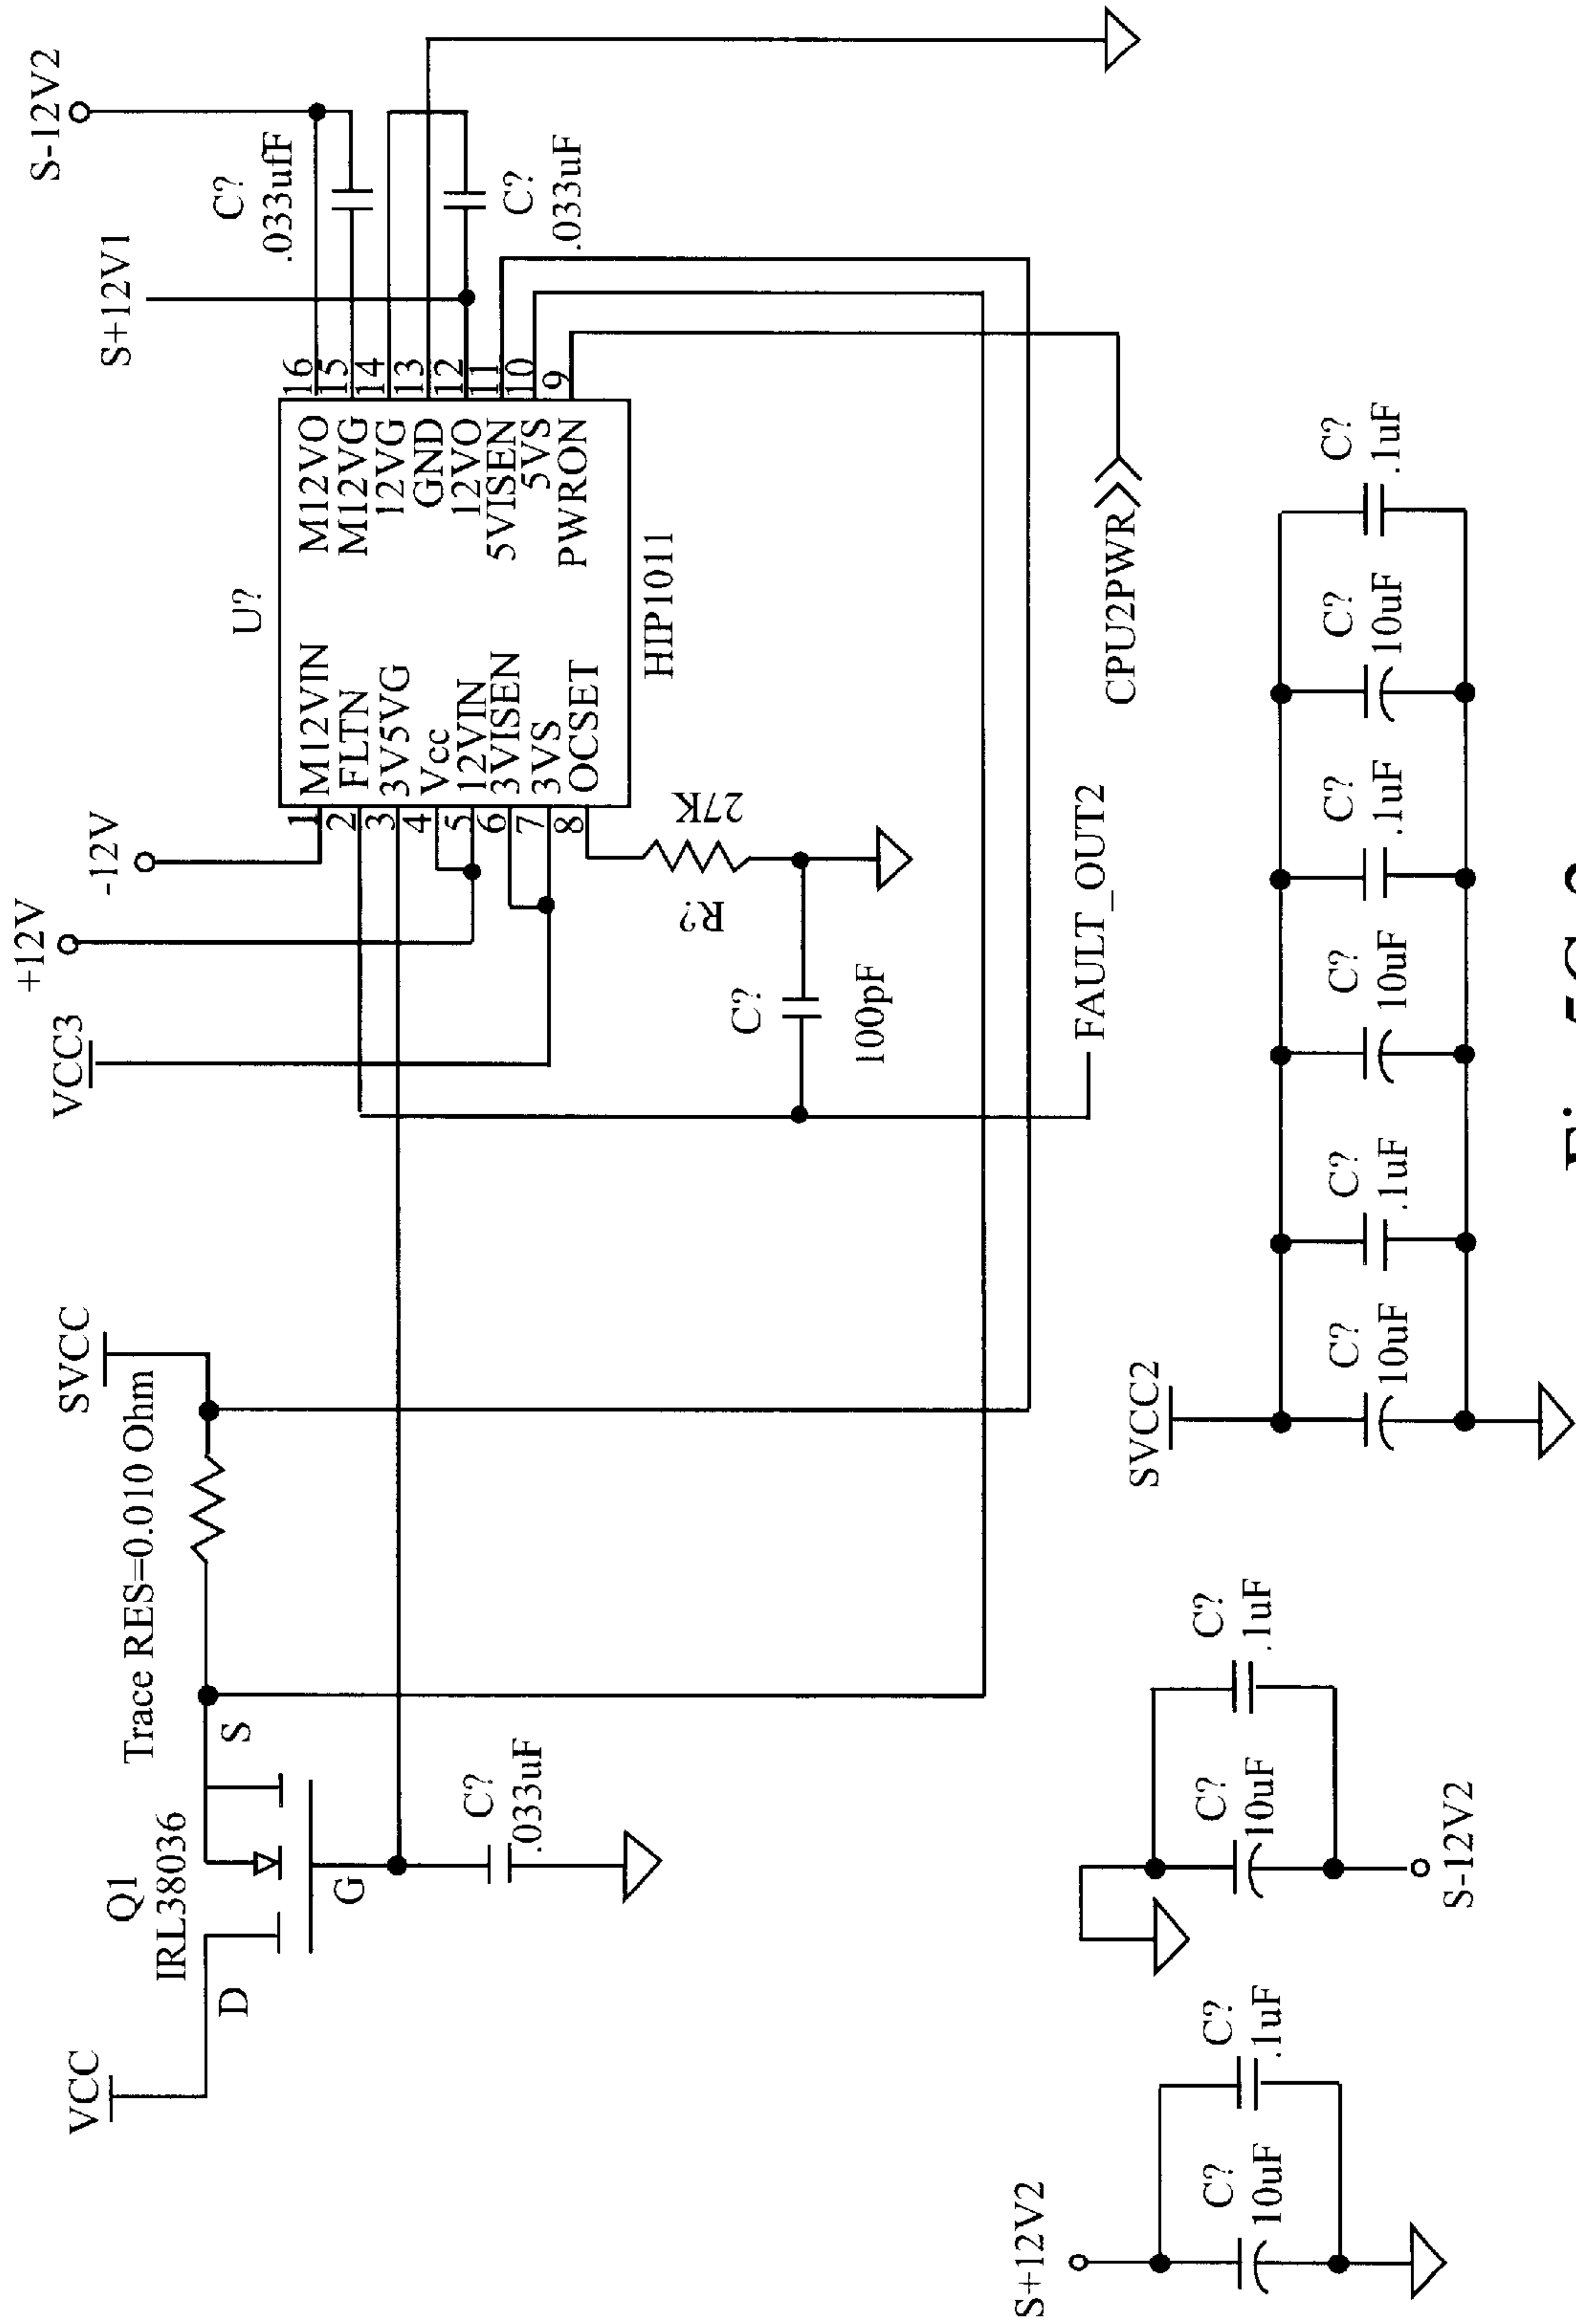 VCC
D
Q1
IRL38036
S
G
Trace RES=0.010 Ohm
SVCC
C?
.033uF
VCC3
+12V
-12V
1
2
3
4
5
6
7
8
M12VIN
FLTN
3V5VG
Vcc
12VIN
3VISEN
3VS
OCSET
U?
HIP1011
M12VO
M12VG
12VG
GND
12VO
5VISEN
5VS
PWRON
16
15
14
13
12
11
10
9
S+12V1
S-12V2
C?
.033ufF
C?
.033uF
R?
27K
C?
100pF
FAULT_OUT2
CPU2PWR
S+12V2
C?
10uF
C?
.1uF
C?
10uF
C?
.1uF
S-12V2
SVCC2
C?
10uF
C?
.1uF
C?
10uF
C?
.1uF
C?
10uF
C?
.1uF